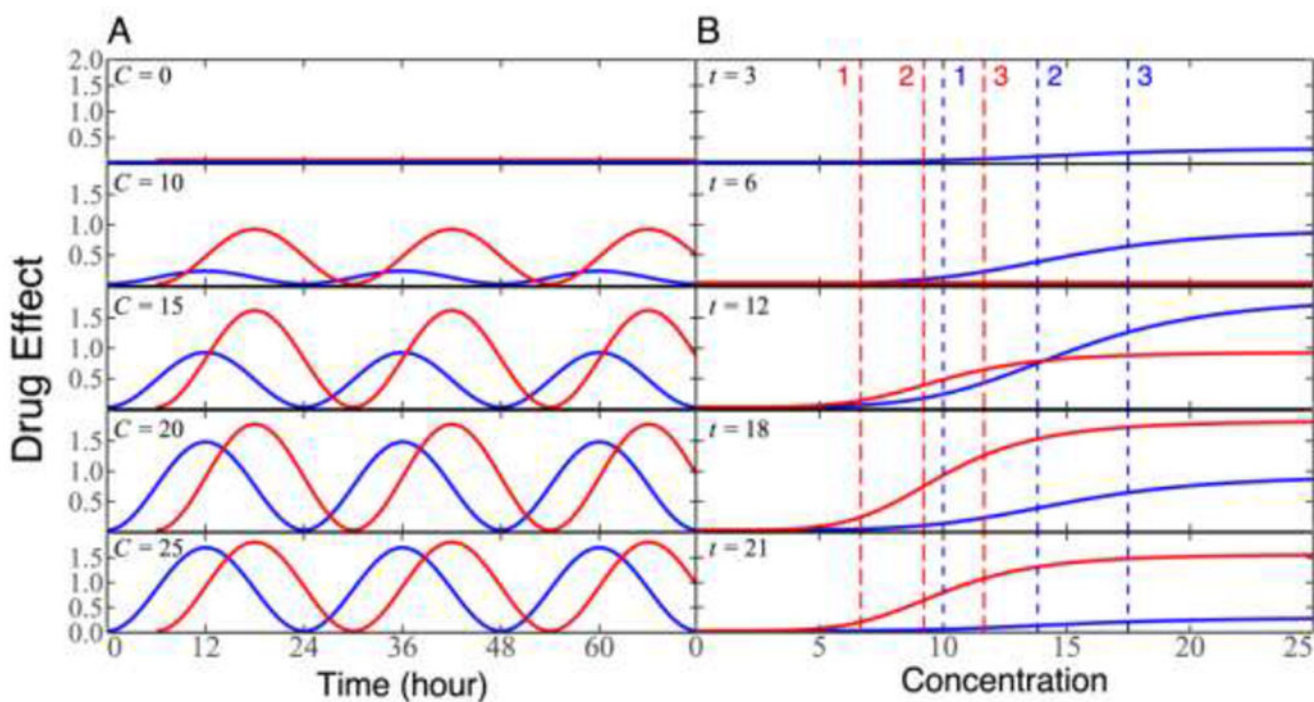 A
B
Drug Effect
2.0
1.5
1.0
0.5
C = 0
t = 3
1
2
1
3
2
3
1.5
1.0
0.5
C = 10
t = 6
1.5
1.0
0.5
C = 15
t = 12
1.5
1.0
0.5
C = 20
t = 18
1.5
1.0
0.5
0.0
C = 25
t = 21
0 12 24 36 48 60 0 5 10 15 20 25
Time (hour)
Concentration